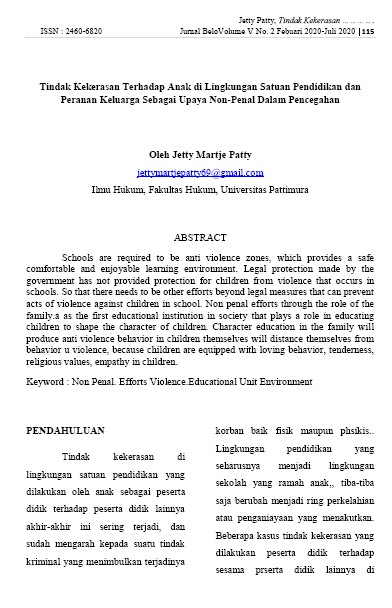 Jetty Patty, Tindak Kekerasan ... ... ... .
ISSN : 2460-6820 Jurnal BeloVolume V No. 2 Febuari 2020-Juli 2020 |115
Tindak Kekerasan Terhadap Anak di Lingkungan Satuan Pendidikan dan
Peranan Keluarga Sebagai Upaya Non-Penal Dalam Pencegahan
Oleh Jetty Martje Patty
jettymartjepatty69@gmail.com
Ilmu Hukum, Fakultas Hukum, Universitas Pattimura
ABSTRACT
Schools are required to be anti violence zones, which provides a safe
comfortable and enjoyable learning environment. Legal protection made by the
government has not provided protection for children from violence that occurs in
schools. So that there needs to be other efforts beyond legal measures that can prevent
acts of violence against children in school. Non penal efforts through the role of the
family.a as the first educational institution in society that plays a role in educating
children to shape the character of children. Character education in the family will
produce anti violence behavior in children themselves will distance themselves from
behavior u violence, because children are equipped with loving behavior, tenderness,
religious values, empathy in children.
Keyword : Non Penal. Efforts Violence.Educational Unit Environment
PENDAHULUAN
Tindak kekerasan di
lingkungan satuan pendidikan yang
dilakukan oleh anak sebagai peserta
didik terhadap peserta didik lainnya
akhir-akhir ini sering terjadi, dan
sudah mengarah kepada suatu tindak
kriminal yang menimbulkan terjadinya
korban baik fisik maupun phsikis..
Lingkungan pendidikan yang
seharusnya menjadi lingkungan
sekolah yang ramah anak,, tiba-tiba
saja berubah menjadi ring perkelahian
atau penganiayaan yang menakutkan.
Beberapa kasus tindak kekerasan yang
dilakukan peserta didik terhadap
sesama prserta didik lainnya di